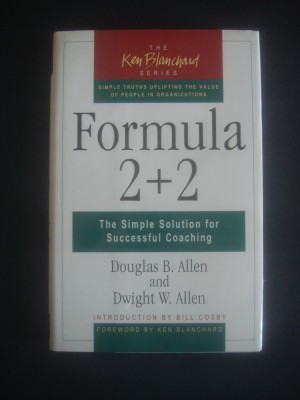 THE
Ken Blanchard
SERIES
SIMPLE TRUTHS UPLIFTING THE VALUE
OF PEOPLE IN ORGANIZATIONS
Formula
2+2
The Simple Solution for
Successful Coaching
Douglas B. Allen
and
Dwight W. Allen
INTRODUCTION BY BILL COSBY
FOREWORD BY KEN BLANCHARD